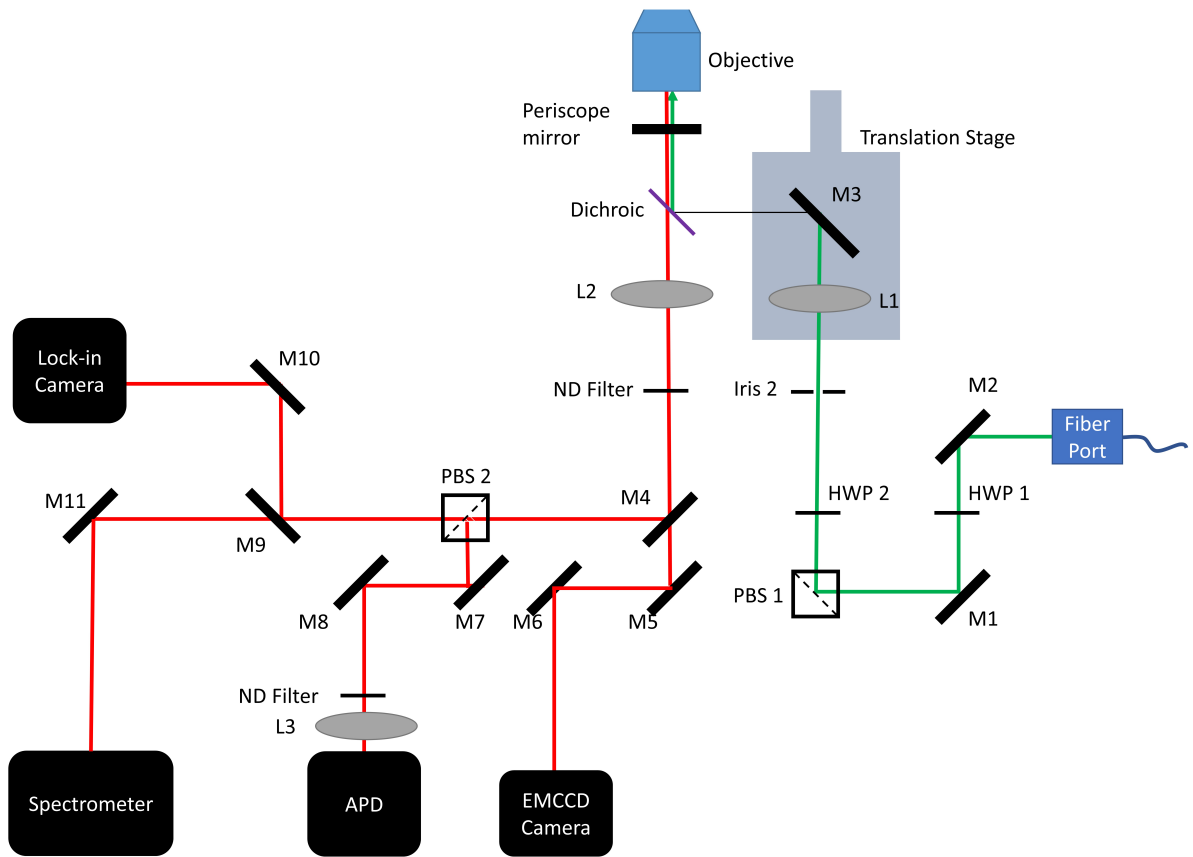 Objective
Periscope
mirror
Translation Stage
M3
Dichroic
L2
L1
Lock-in
Camera
M10
ND Filter
Iris 2
M2
Fiber
Port
PBS 2
M11
M4
HWP 2
HWP 1
M9
PBS 1
M8
M7
M6
M5
M1
ND Filter
L3
Spectrometer
APD
EMCCD
Camera